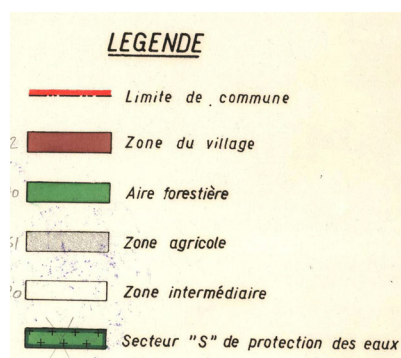 LEGENDE
Limite de commune
Zone du village
Aire forestière
Zone agricole
Zone intermédiaire
Secteur "S" de protection des eaux